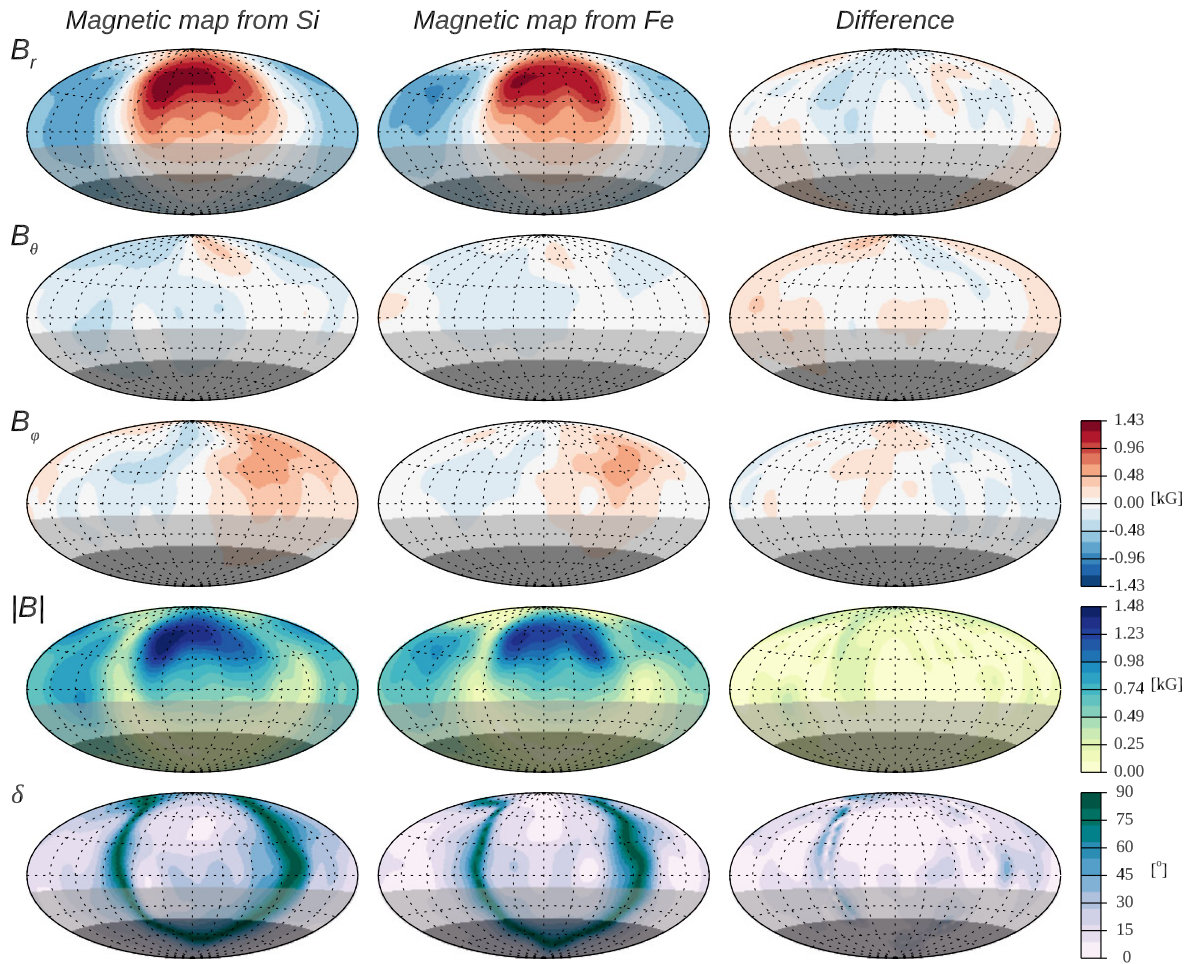 Magnetic map from Si Magnetic map from Fe Difference
B_r
B_θ
B_φ
1.43
0.96
0.48
0.00 [kG]
-0.48
-0.96
-1.43
|B|
1.48
1.23
0.98
0.74 [kG]
0.49
0.25
0.00
δ
90
75
60
45 [°]
30
15
0